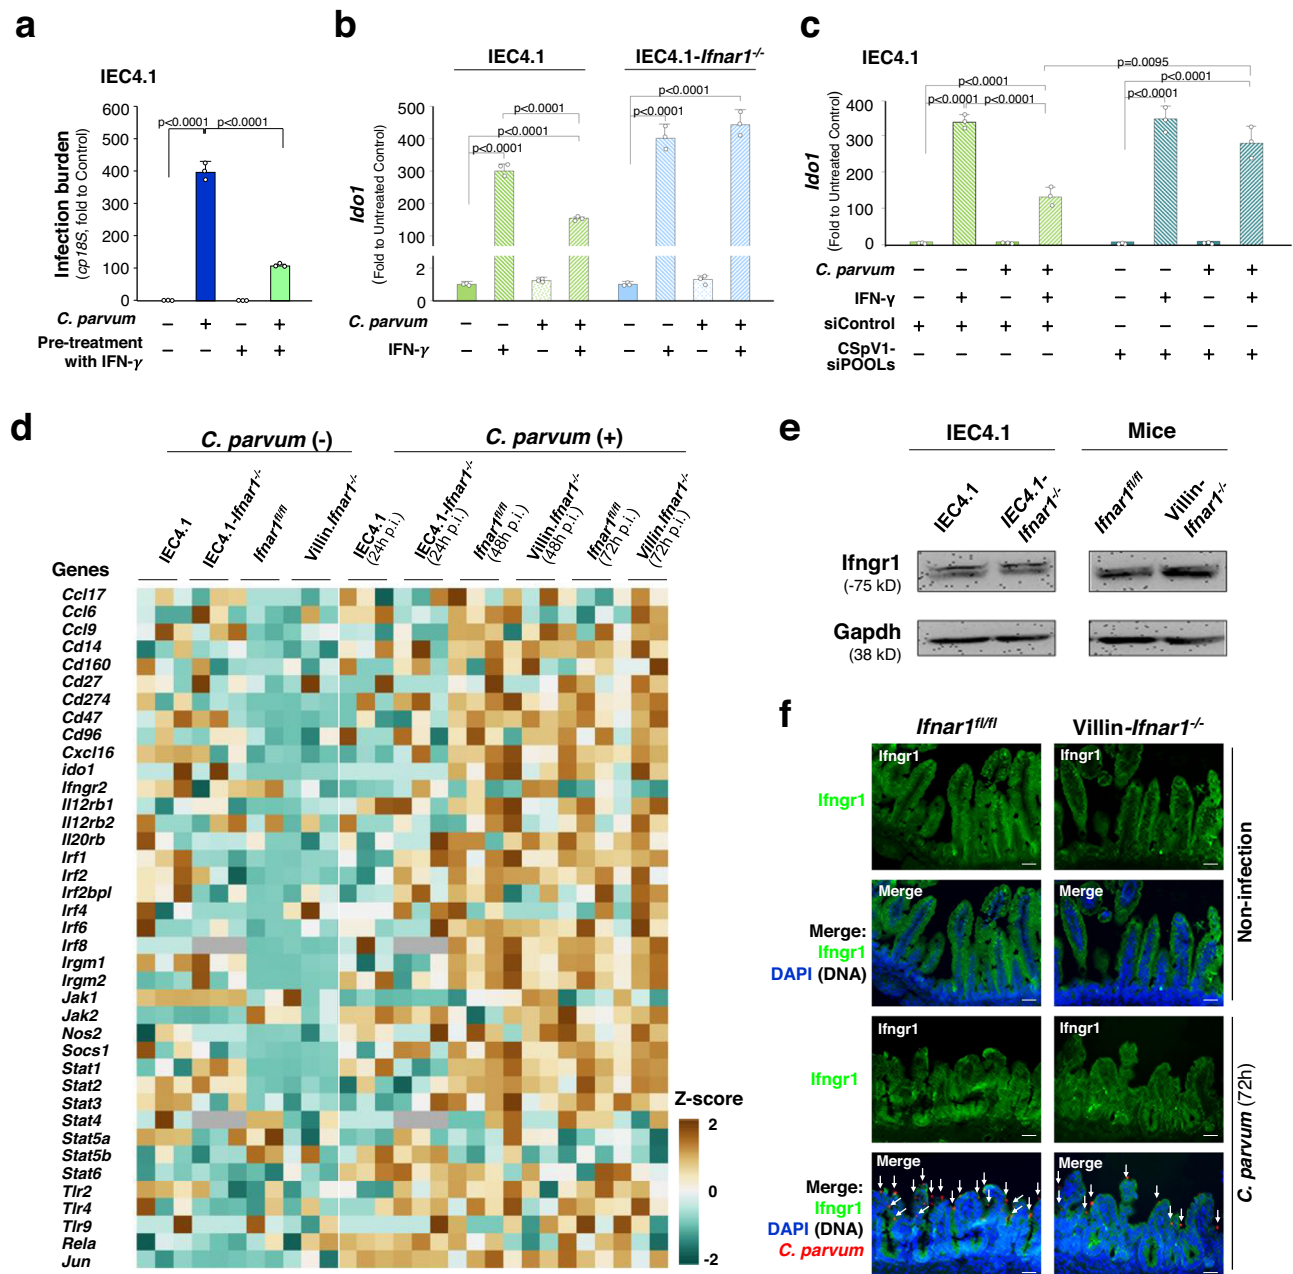 a
IEC4.1
Infection burden
(cp18S, fold to Control)
600
500
400
300
200
100
0
p<0.0001
p<0.0001
C. parvum
− + − +
Pre-treatment
with IFN-γ
− − + +
b
IEC4.1
IEC4.1-Ifnar1-/-
Ido1
(Fold to Untreated Control)
500
400
300
200
100
2
0
p<0.0001
p<0.0001
p<0.0001
p<0.0001
p<0.0001
C. parvum
− − + + − − + +
IFN-γ
− + − + − + − +
c
IEC4.1
Ido1
(Fold to Untreated Control)
400
300
200
100
0
p=0.0095
p<0.0001
p<0.0001
p<0.0001
p<0.0001
p<0.0001
C. parvum
− − + + − − + +
IFN-γ
− + − + − + − +
siControl
+ + + + − − − −
CSpV1-
siPOOLs
− − − − + + + +
d
C. parvum (-)
C. parvum (+)
IEC4.1
IEC4.1-Ifnar1-/-
Ifnar1fl/fl
Villin.Ifnar1-/-
IEC4.1
(24h p.i.)
IEC4.1-Ifnar1-/-
(24h p.i.)
Ifnar1fl/fl
(48h p.i.)
Villin.Ifnar1-/-
(48h p.i.)
Ifnar1fl/fl
(72h p.i.)
Villin.Ifnar1-/-
(72h p.i.)
Genes
Ccl17
Ccl6
Ccl9
Cd14
Cd160
Cd27
Cd274
Cd47
Cd96
Cxcl16
ido1
Ifngr2
Il12rb1
Il12rb2
Il20rb
Irf1
Irf2
Irf2bpl
Irf4
Irf6
Irf8
Irgm1
Irgm2
Jak1
Jak2
Nos2
Socs1
Stat1
Stat2
Stat3
Stat4
Stat5a
Stat5b
Stat6
Tlr2
Tlr4
Tlr9
Rela
Jun
Z-score
2
0
-2
e
IEC4.1
Mice
IEC4.1
IEC4.1-
Ifnar1-/-
Ifnar1fl/fl
Villin-
Ifnar1-/-
Ifngr1
(-75 kD)
Gapdh
(38 kD)
f
Ifnar1fl/fl
Villin-Ifnar1-/-
Ifngr1
Ifngr1
Ifngr1
Merge
Merge
Merge:
Ifngr1
DAPI (DNA)
Non-infection
Ifngr1
Ifngr1
Ifngr1
Merge
Merge
Merge:
Ifngr1
DAPI (DNA)
C. parvum
C. parvum (72h)